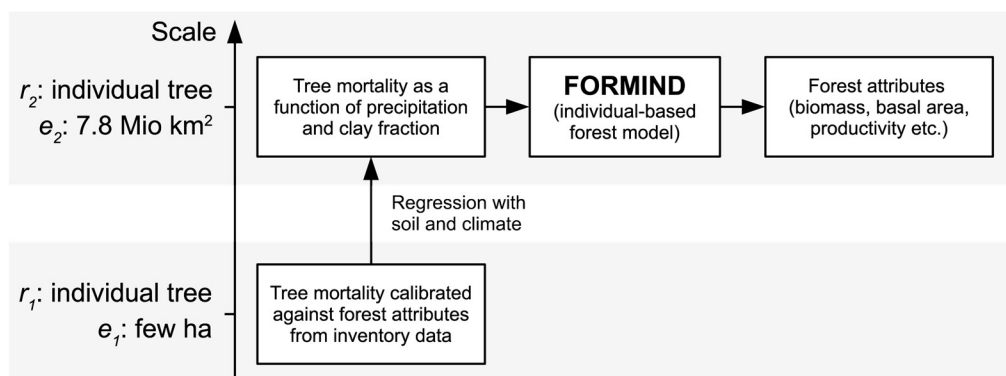 Scale
r₂: individual tree
e₂: 7.8 Mio km²
Tree mortality as a
function of precipitation
and clay fraction
FORMIND
(individual-based
forest model)
Forest attributes
(biomass, basal area,
productivity etc.)
Regression with
soil and climate
r₁: individual tree
e₁: few ha
Tree mortality calibrated
against forest attributes
from inventory data